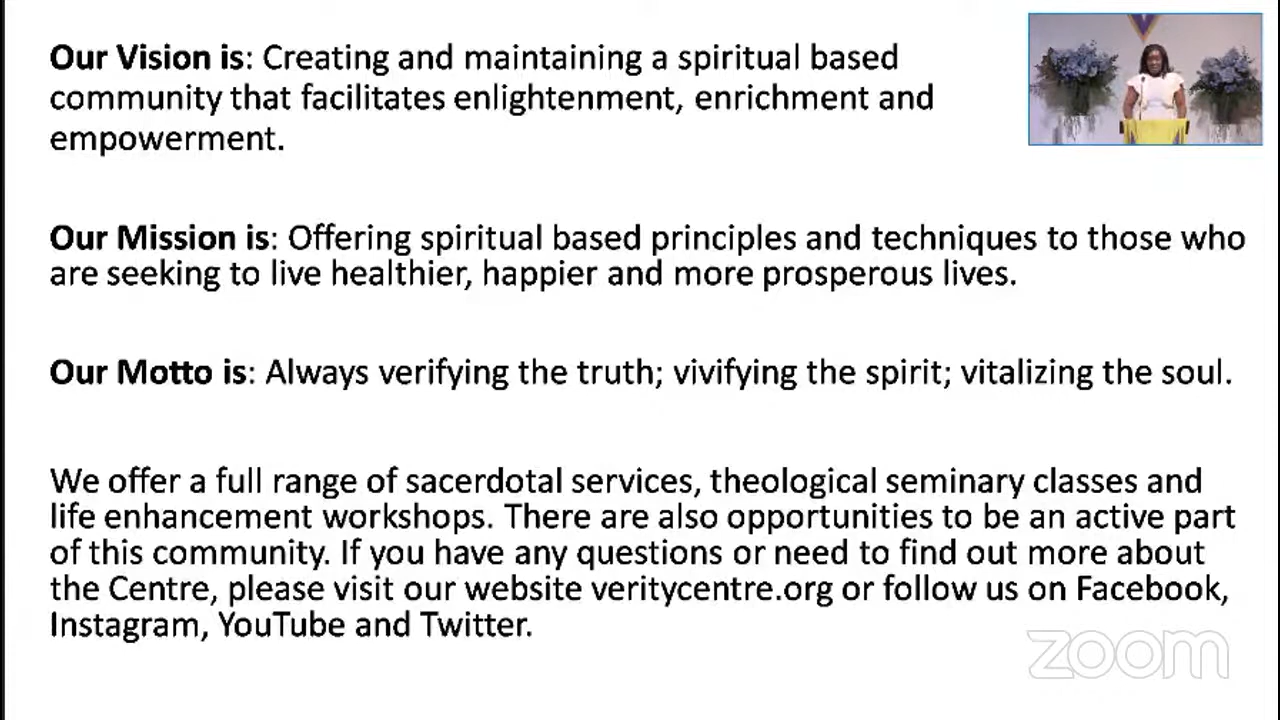 Our Vision is: Creating and maintaining a spiritual based
community that facilitates enlightenment, enrichment and
empowerment.
Our Mission is: Offering spiritual based principles and techniques to those who
are seeking to live healthier, happier and more prosperous lives.
Our Motto is: Always verifying the truth; vivifying the spirit; vitalizing the soul.
We offer a full range of sacerdotal services, theological seminary classes and
life enhancement workshops. There are also opportunities to be an active part
of this community. If you have any questions or need to find out more about
the Centre, please visit our website veritycentre.org or follow us on Facebook,
Instagram, YouTube and Twitter.
zoom